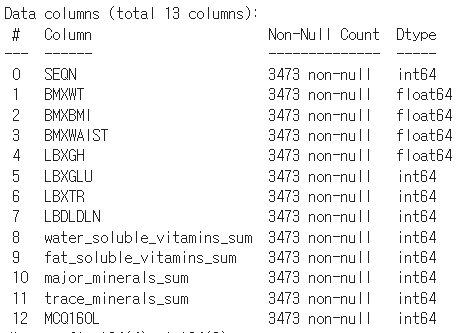 Data columns (total 13 columns):
 #   Column                     Non-Null Count  Dtype
---  ------                     --------------  -----
 0   SEQN                       3473 non-null   int64
 1   BMXWT                      3473 non-null   float64
 2   BMXBMI                     3473 non-null   float64
 3   BMXWAIST                   3473 non-null   float64
 4   LBXGH                      3473 non-null   float64
 5   LBXGLU                     3473 non-null   int64
 6   LBXTR                      3473 non-null   int64
 7   LBDLDLN                    3473 non-null   int64
 8   water_soluble_vitamins_sum 3473 non-null   int64
 9   fat_soluble_vitamins_sum   3473 non-null   int64
 10  major_minerals_sum         3473 non-null   int64
 11  trace_minerals_sum         3473 non-null   int64
 12  MCQ160L                    3473 non-null   int64